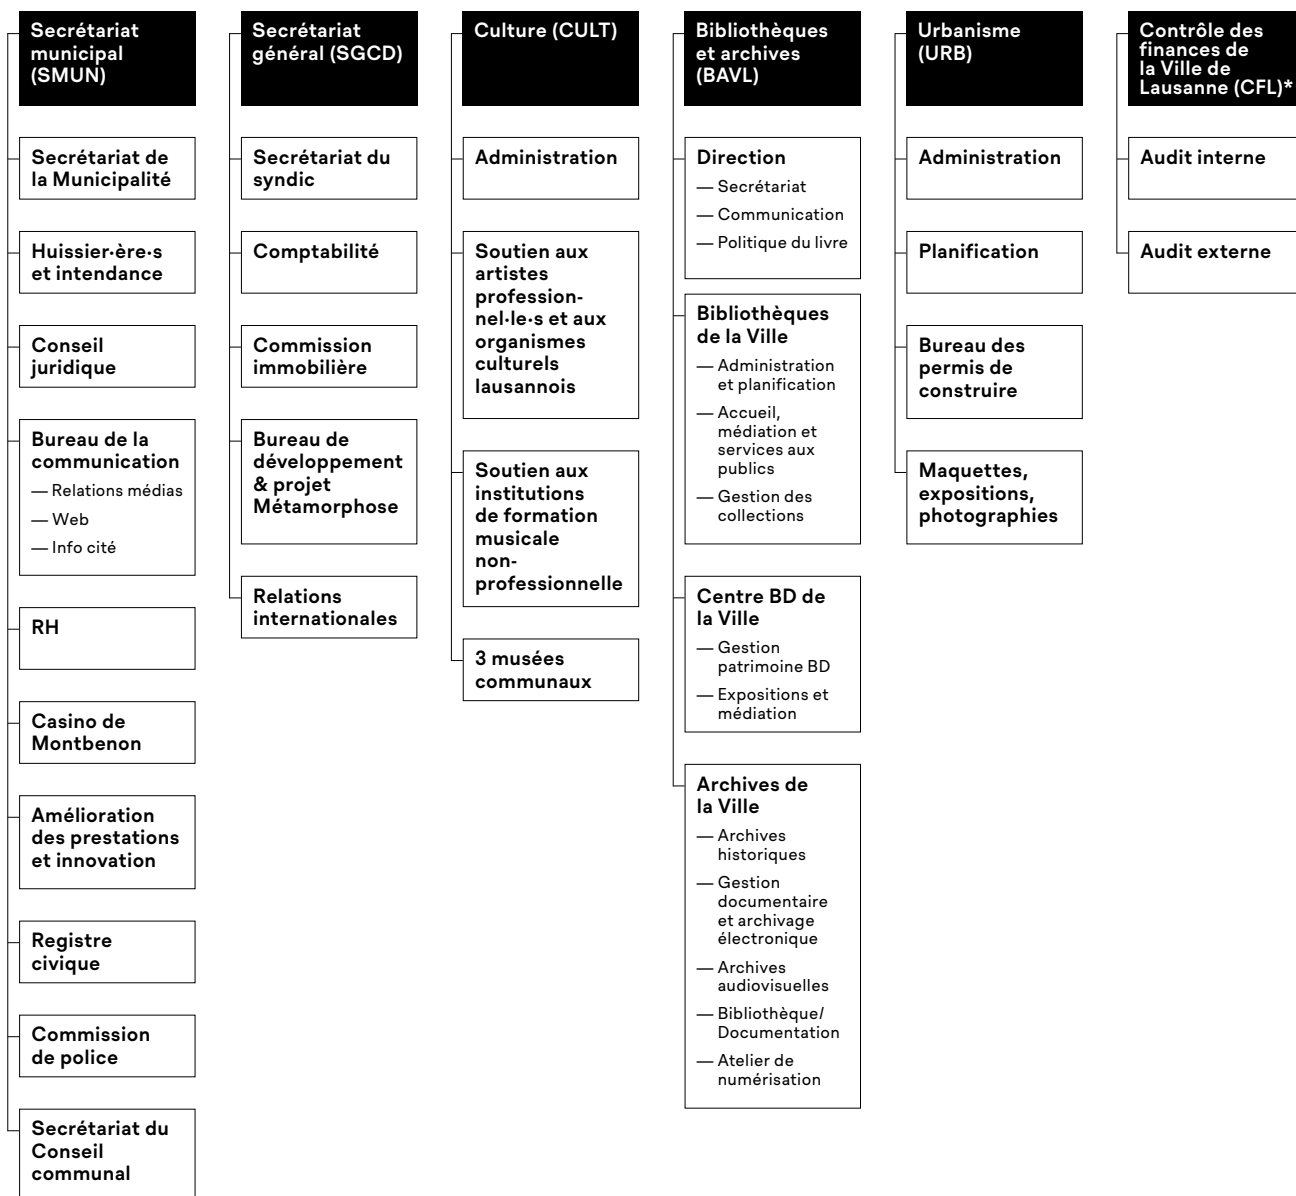 Secrétariat
municipal
(SMUN)
Secrétariat de
la Municipalité
Huissier·ère·s
et intendance
Conseil
juridique
Bureau de la
communication
— Relations médias
— Web
— Info cité
RH
Casino de
Montbenon
Amélioration
des prestations
et innovation
Registre
civique
Commission
de police
Secrétariat du
Conseil
communal
Secrétariat
général (SGCD)
Secrétariat du
syndic
Comptabilité
Commission
immobilière
Bureau de
développement
& projet
Métamorphose
Relations
internationales
Culture (CULT)
Administration
Soutien aux
artistes
profession-
nel·le·s et aux
organismes
culturels
lausannois
Soutien aux
institutions
de formation
musicale
non-
professionnelle
3 musées
communaux
Bibliothèques
et archives
(BAVL)
Direction
— Secrétariat
— Communication
— Politique du livre
Bibliothèques
de la Ville
— Administration
et planification
— Accueil,
médiation et
services aux
publics
— Gestion des
collections
Centre BD de
la Ville
— Gestion
patrimoine BD
— Expositions et
médiation
Archives de
la Ville
— Archives
historiques
— Gestion
documentaire
et archivage
électronique
— Archives
audiovisuelles
— Bibliothèque/
Documentation
— Atelier de
numérisation
Urbanisme
(URB)
Administration
Planification
Bureau des
permis de
construire
Maquettes,
expositions,
photographies
Contrôle des
finances de
la Ville de
Lausanne (CFL)*
Audit interne
Audit externe